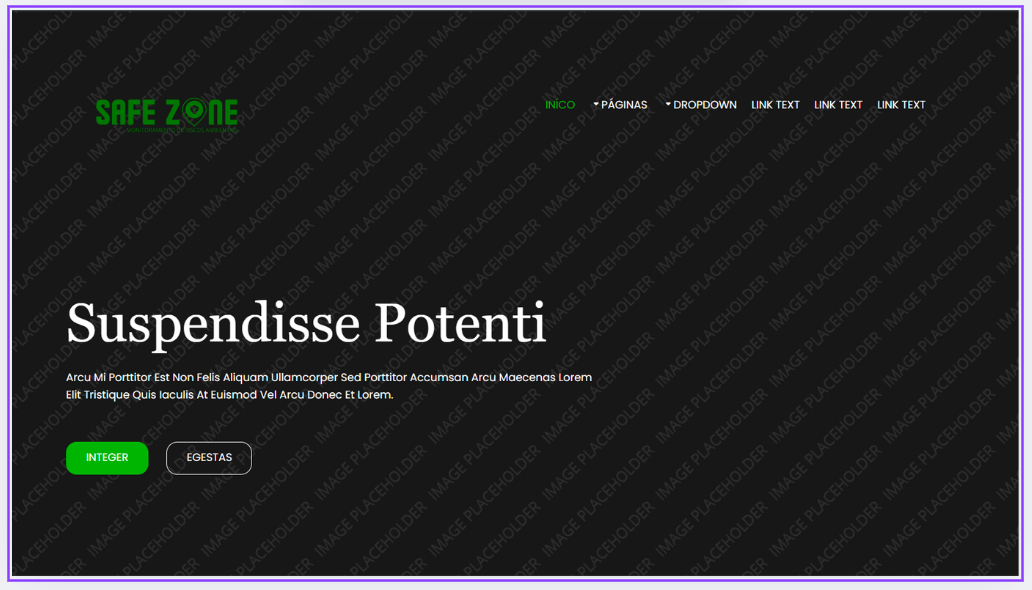 SAFE ZONE
INÍCIO
PÁGINAS
DROPDOWN
LINK TEXT
LINK TEXT
LINK TEXT
Suspendisse Potenti
Arcu Mi Porttitor Est Non Felis Aliquam Ullamcorper Sed Porttitor Accumsan Arcu Maecenas Lorem
Elit Tristique Quis Iaculis At Euismod Vel Arcu Donec Et Lorem.
INTEGER
EGESTAS
IMAGE PLACEHOLDER